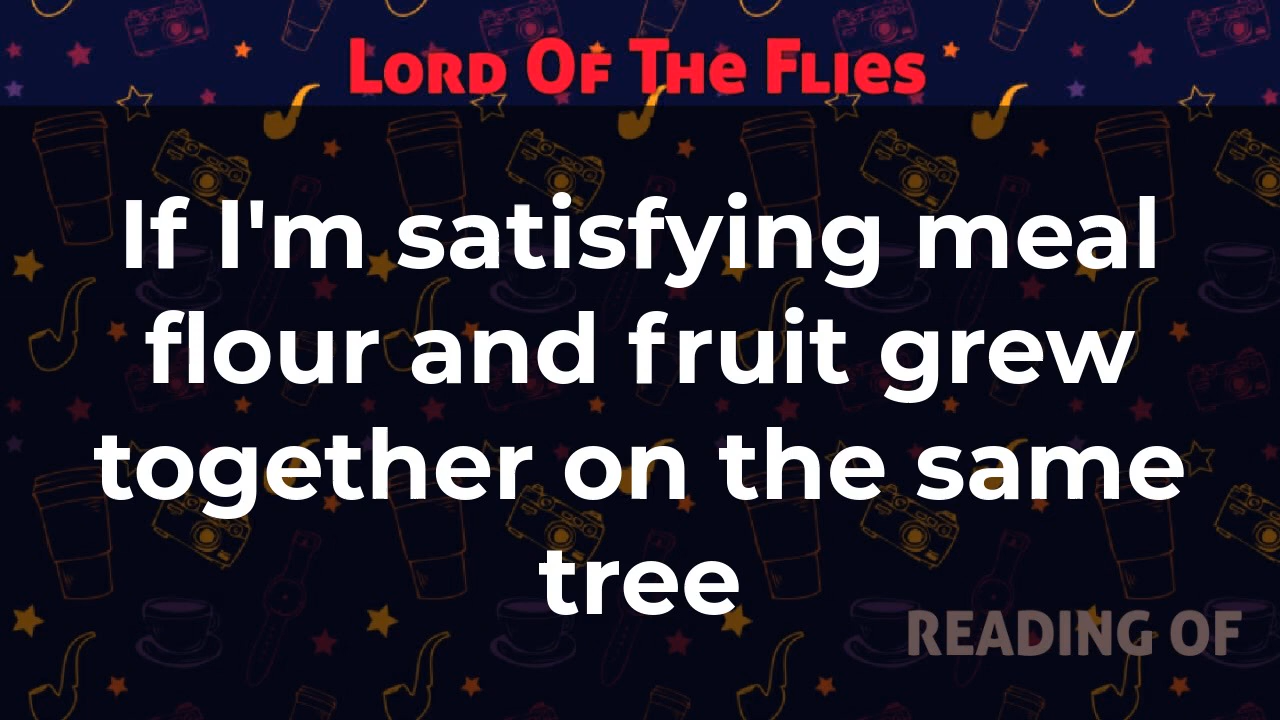 Lord Of The Flies
If I'm satisfying meal
flour and fruit grew
together on the same
tree
READING OF